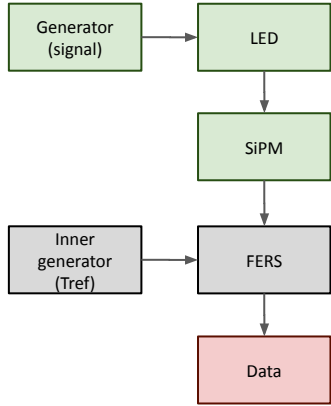 Generator
(signal)
LED
SiPM
Inner
generator
(Tref)
FERS
Data